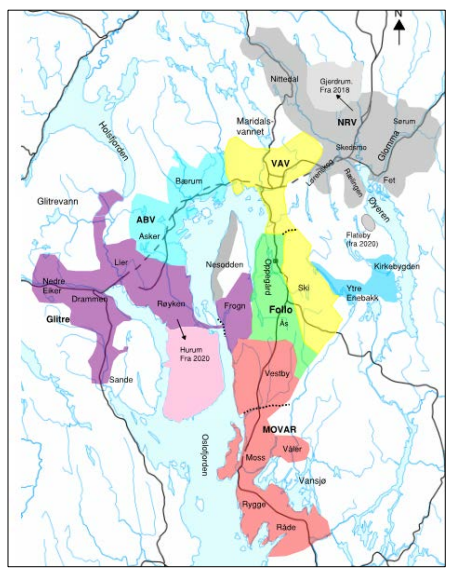 N
Nittedal
Gjerdrum.
Fra 2018
Maridals-
vannet
NRV
Sørum
Glomma
Skedsmo
Holsfjorden
VAV
Lørenskog
Rælingen
Fet
Bærum
Øyeren
Glitrevann
ABV
Asker
Flateby
(fra 2020)
Lier
Nesodden
Oppegård
Kirkebygden
Nedre
Eiker
Drammen
Ski
Ytre
Enebakk
Glitre
Røyken
Frogn
Follo
Ås
Hurum
Fra 2020
Vestby
Sande
MOVAR
Oslofjorden
Moss
Våler
Vansjø
Rygge
Råde